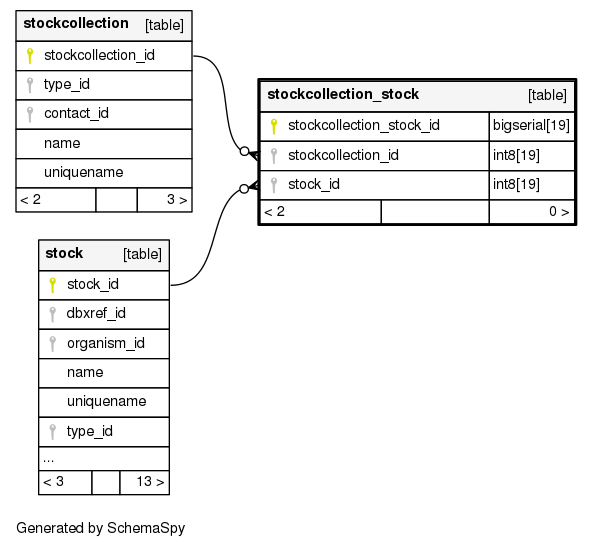 stockcollection [table]
stockcollection_id
type_id
contact_id
name
uniquename
< 2 3 >
stockcollection_stock [table]
stockcollection_stock_id bigserial[19]
stockcollection_id int8[19]
stock_id int8[19]
< 2 0 >
stock [table]
stock_id
dbxref_id
organism_id
name
uniquename
type_id
...
< 3 13 >
Generated by SchemaSpy